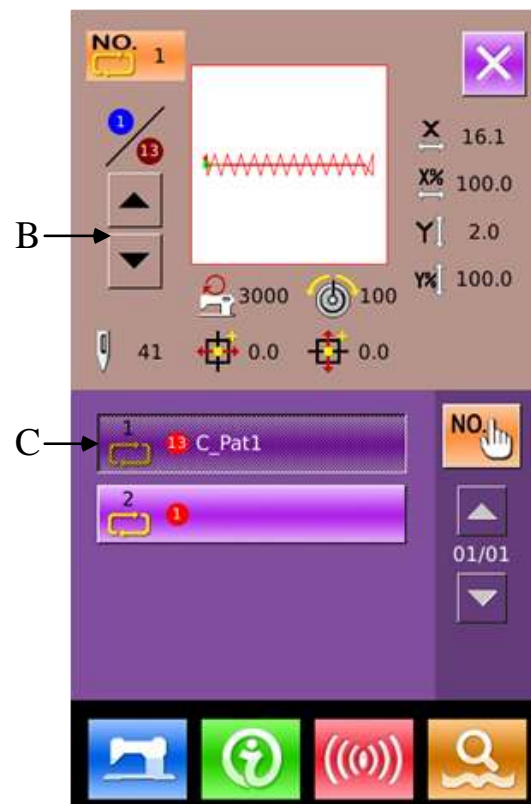 NO. 1
1
13
X 16.1
X% 100.0
B
Y 2.0
Y% 100.0
3000 100
41 0.0 0.0
C
1 13 C_Pat1
NO.
2 1
01/01